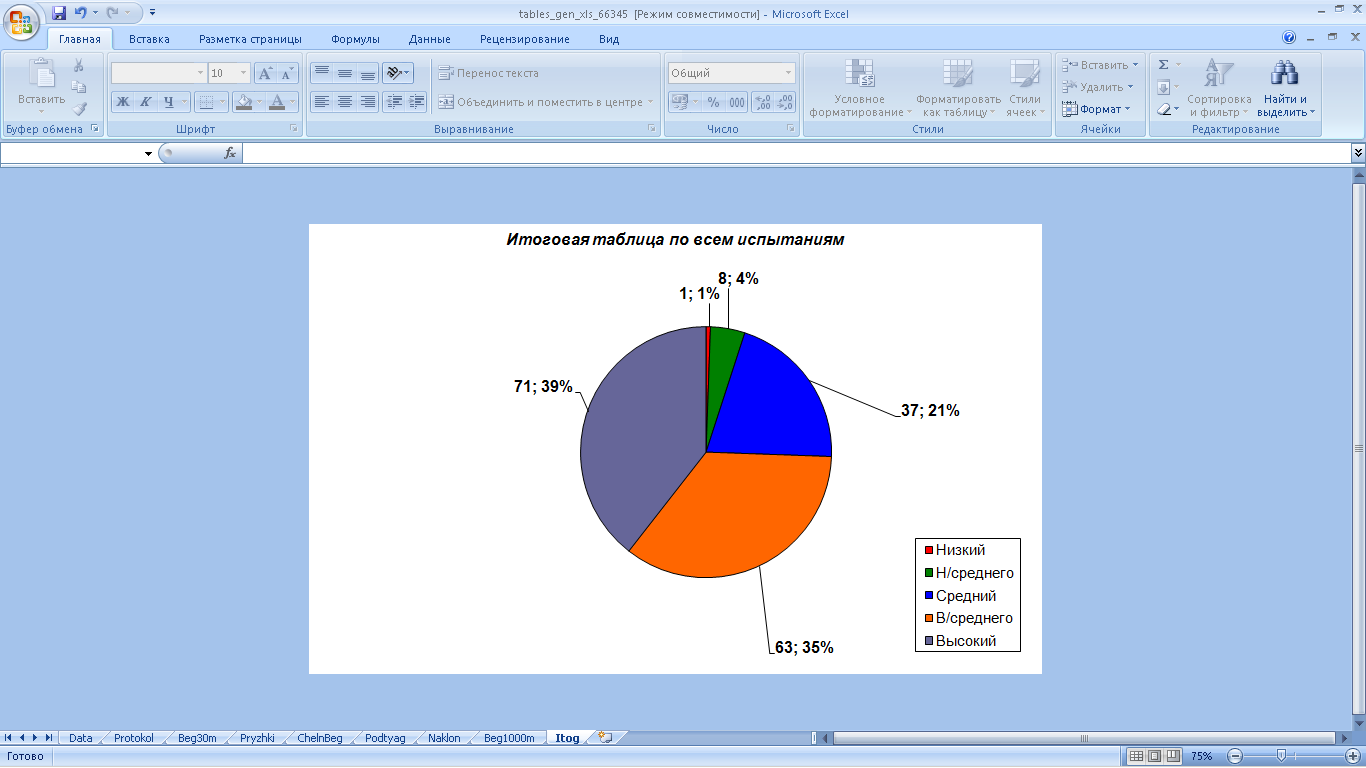 tables_gen_xls_66345 [Режим совместимости] - Microsoft Excel
Главная Вставка Разметка страницы Формулы Данные Рецензирование Вид
Вставить
Буфер обмена
10
Ж К Ч
Шрифт
Перенос текста
Объединить и поместить в центре
Выравнивание
Общий
% 000
Число
Условное форматирование
Форматировать как таблицу
Стили ячеек
Стили
Вставить
Удалить
Формат
Ячейки
Σ
Сортировка и фильтр
Найти и выделить
Редактирование
fx
Итоговая таблица по всем испытаниям
8; 4%
1; 1%
71; 39%
37; 21%
63; 35%
Низкий
Н/среднего
Средний
В/среднего
Высокий
Data Protokol Beg30m Pryzhki ChelnBeg Podtyag Naklon Beg1000m Itog
Готово
75%